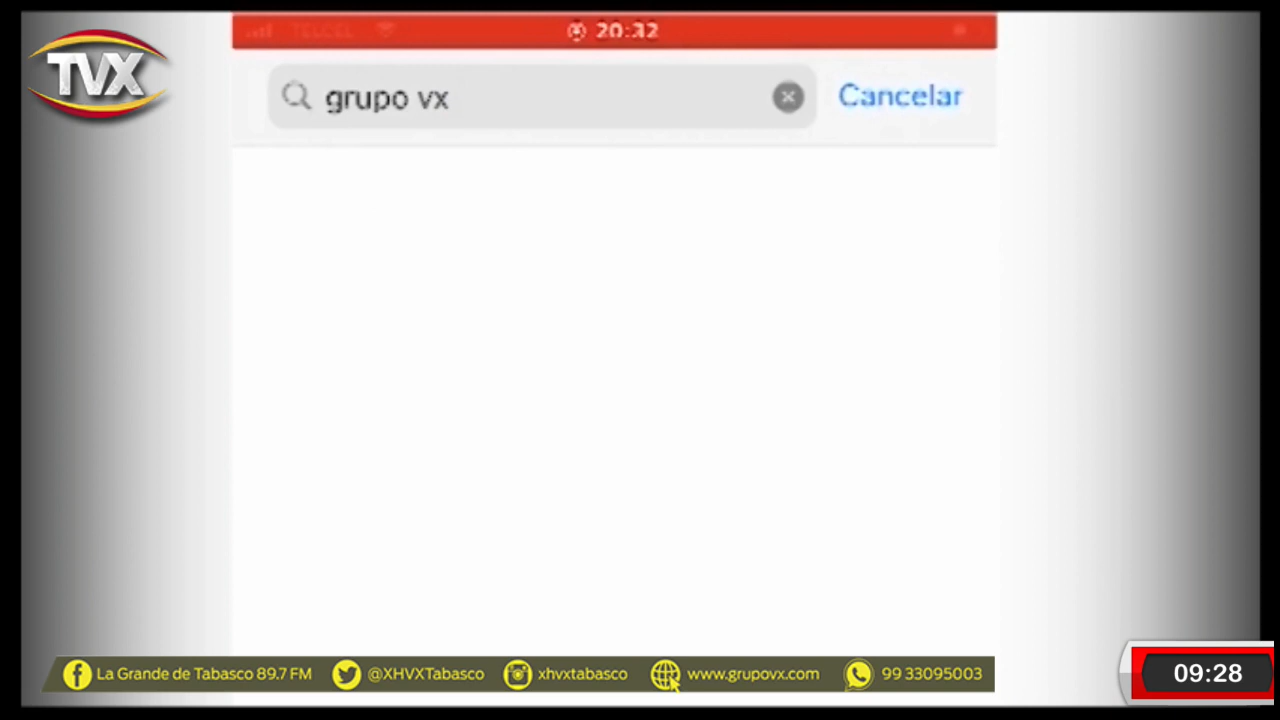 TVX
TELCEL 20:32
grupo vx
Cancelar
La Grande de Tabasco 89.7 FM @XHVXTabasco xhvxtabasco www.grupovx.com 99 33095003
09:28